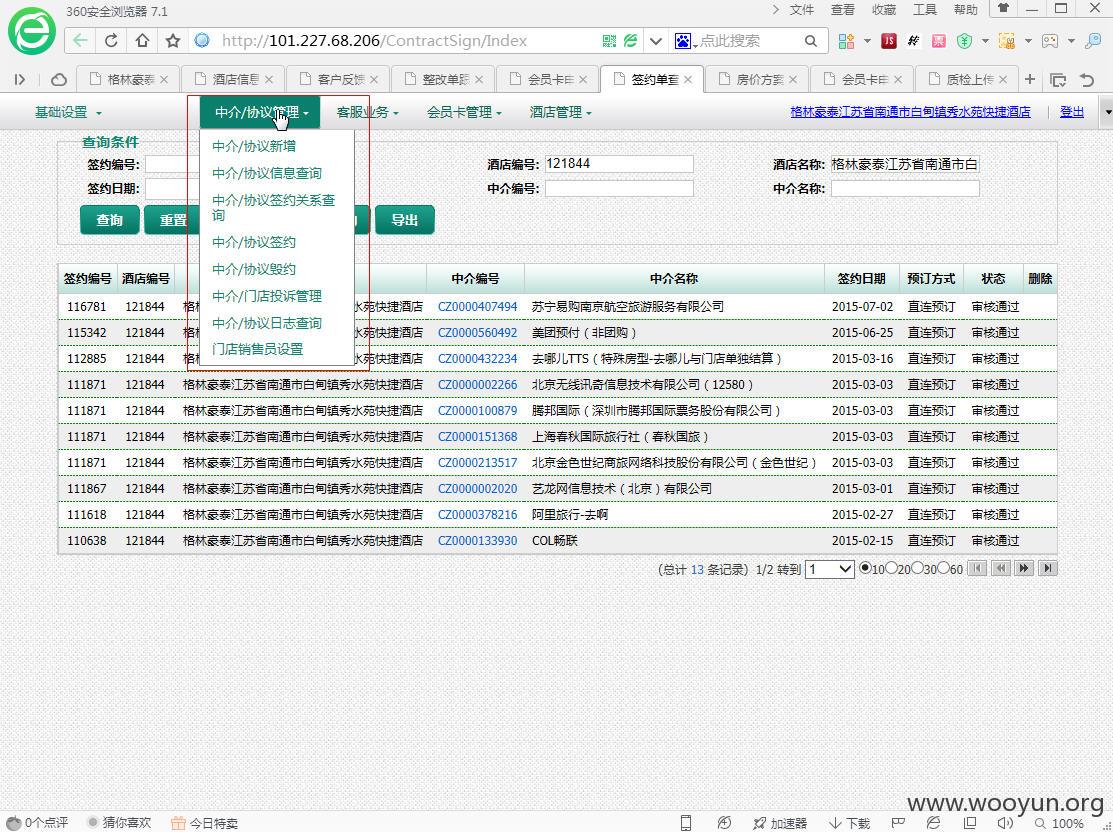 360安全浏览器 7.1
文件 查看 收藏 工具 帮助
http://101.227.68.206/ContractSign/Index
点此搜索
格林豪泰 酒店信息 客户反馈 整改单跟 会员卡申 签约单查 房价方案 会员卡申 质检上传
基础设置 中介/协议管理 客服业务 会员卡管理 酒店管理 格林豪泰江苏省南通市白甸镇秀水苑快捷酒店 登出
查询条件
签约编号: 酒店编号: 121844 酒店名称: 格林豪泰江苏省南通市白
签约日期: 中介编号: 中介名称:
查询 重置 导出
中介/协议新增
中介/协议信息查询
中介/协议签约关系查
询
中介/协议签约
中介/协议毁约
中介/门店投诉管理
中介/协议日志查询
门店销售员设置
签约编号 酒店编号 中介编号 中介名称 签约日期 预订方式 状态 删除
116781 121844 格林 水苑快捷酒店 CZ0000407494 苏宁易购南京航空旅游服务有限公司 2015-07-02 直连预订 审核通过
115342 121844 格林 水苑快捷酒店 CZ0000560492 美团预付（非团购） 2015-06-25 直连预订 审核通过
112885 121844 格林 水苑快捷酒店 CZ0000432234 去哪儿TTS（特殊房型-去哪儿与门店单独结算） 2015-03-16 直连预订 审核通过
111871 121844 格林豪泰江苏省南通市白甸镇秀水苑快捷酒店 CZ0000002266 北京无线讯奇信息技术有限公司（12580） 2015-03-03 直连预订 审核通过
111871 121844 格林豪泰江苏省南通市白甸镇秀水苑快捷酒店 CZ0000100879 腾邦国际（深圳市腾邦国际票务股份有限公司） 2015-03-03 直连预订 审核通过
111871 121844 格林豪泰江苏省南通市白甸镇秀水苑快捷酒店 CZ0000151368 上海春秋国际旅行社（春秋国旅） 2015-03-03 直连预订 审核通过
111871 121844 格林豪泰江苏省南通市白甸镇秀水苑快捷酒店 CZ0000213517 北京金色世纪商旅网络科技股份有限公司（金色世纪） 2015-03-03 直连预订 审核通过
111867 121844 格林豪泰江苏省南通市白甸镇秀水苑快捷酒店 CZ0000002020 艺龙网信息技术（北京）有限公司 2015-03-01 直连预订 审核通过
111618 121844 格林豪泰江苏省南通市白甸镇秀水苑快捷酒店 CZ0000378216 阿里旅行-去啊 2015-02-27 直连预订 审核通过
110638 121844 格林豪泰江苏省南通市白甸镇秀水苑快捷酒店 CZ0000133930 COL畅联 2015-02-15 直连预订 审核通过
(总计 13 条记录) 1/2 转到 1 10 20 30 60
www.wooyun.org
0个点评 猜你喜欢 今日特卖 加速器 下载 100%